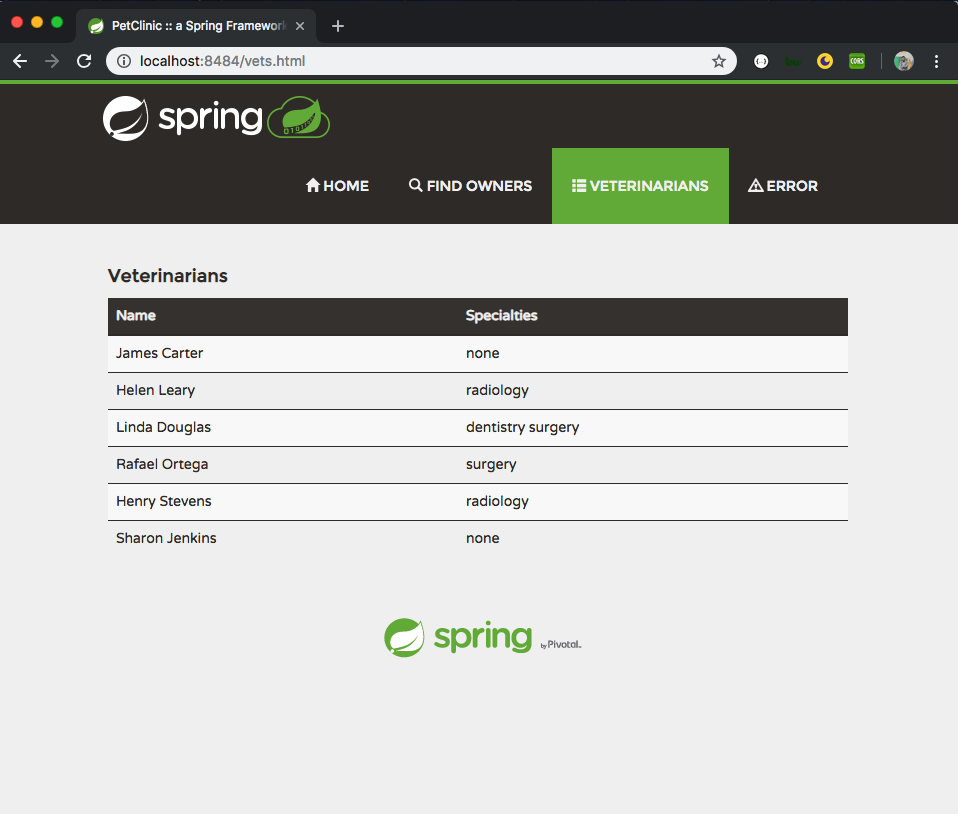 PetClinic :: a Spring Framework
localhost:8484/vets.html
CORS
spring
HOME
FIND OWNERS
VETERINARIANS
ERROR
Veterinarians
Name Specialties
James Carter none
Helen Leary radiology
Linda Douglas dentistry surgery
Rafael Ortega surgery
Henry Stevens radiology
Sharon Jenkins none
spring by Pivotal.